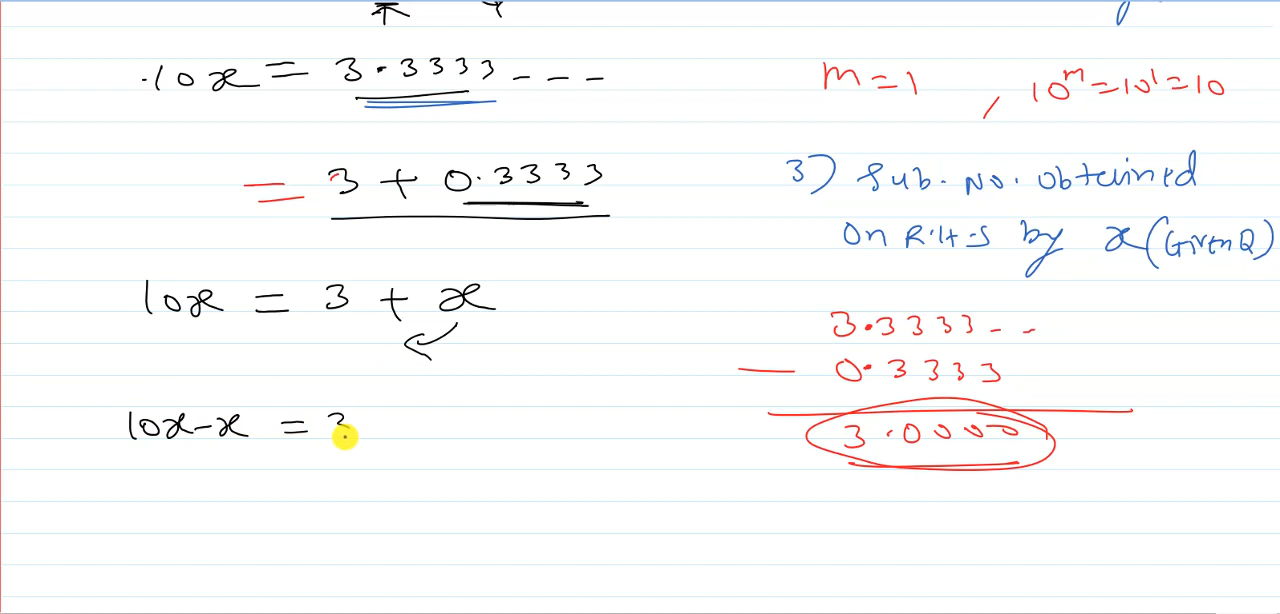 .10x = 3.3333 - - -
= 3 + 0.3333
10x = 3 + x
10x - x = 3
m = 1 , 10^m = 10^1 = 10
3) Sub. No. obtained
on R.H.S by x (Given Q)
3.3333 - -
— 0.3333
3.0000